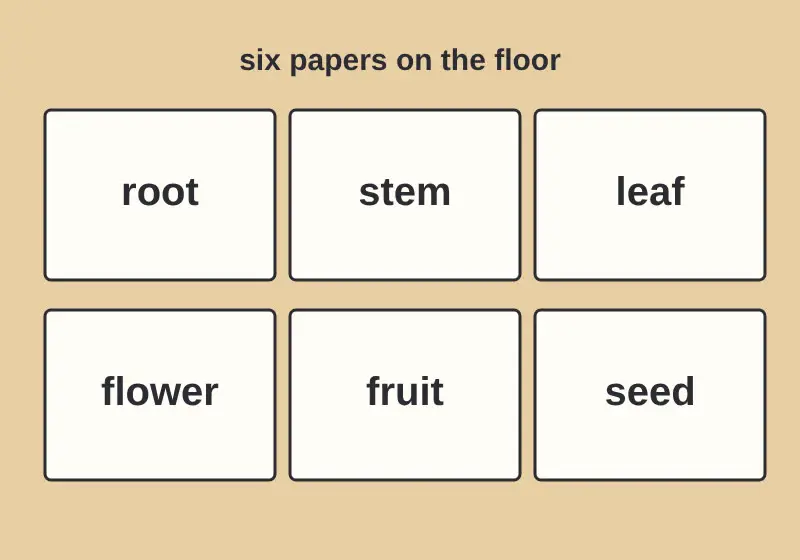 six papers on the floor
root
stem
leaf
flower
fruit
seed